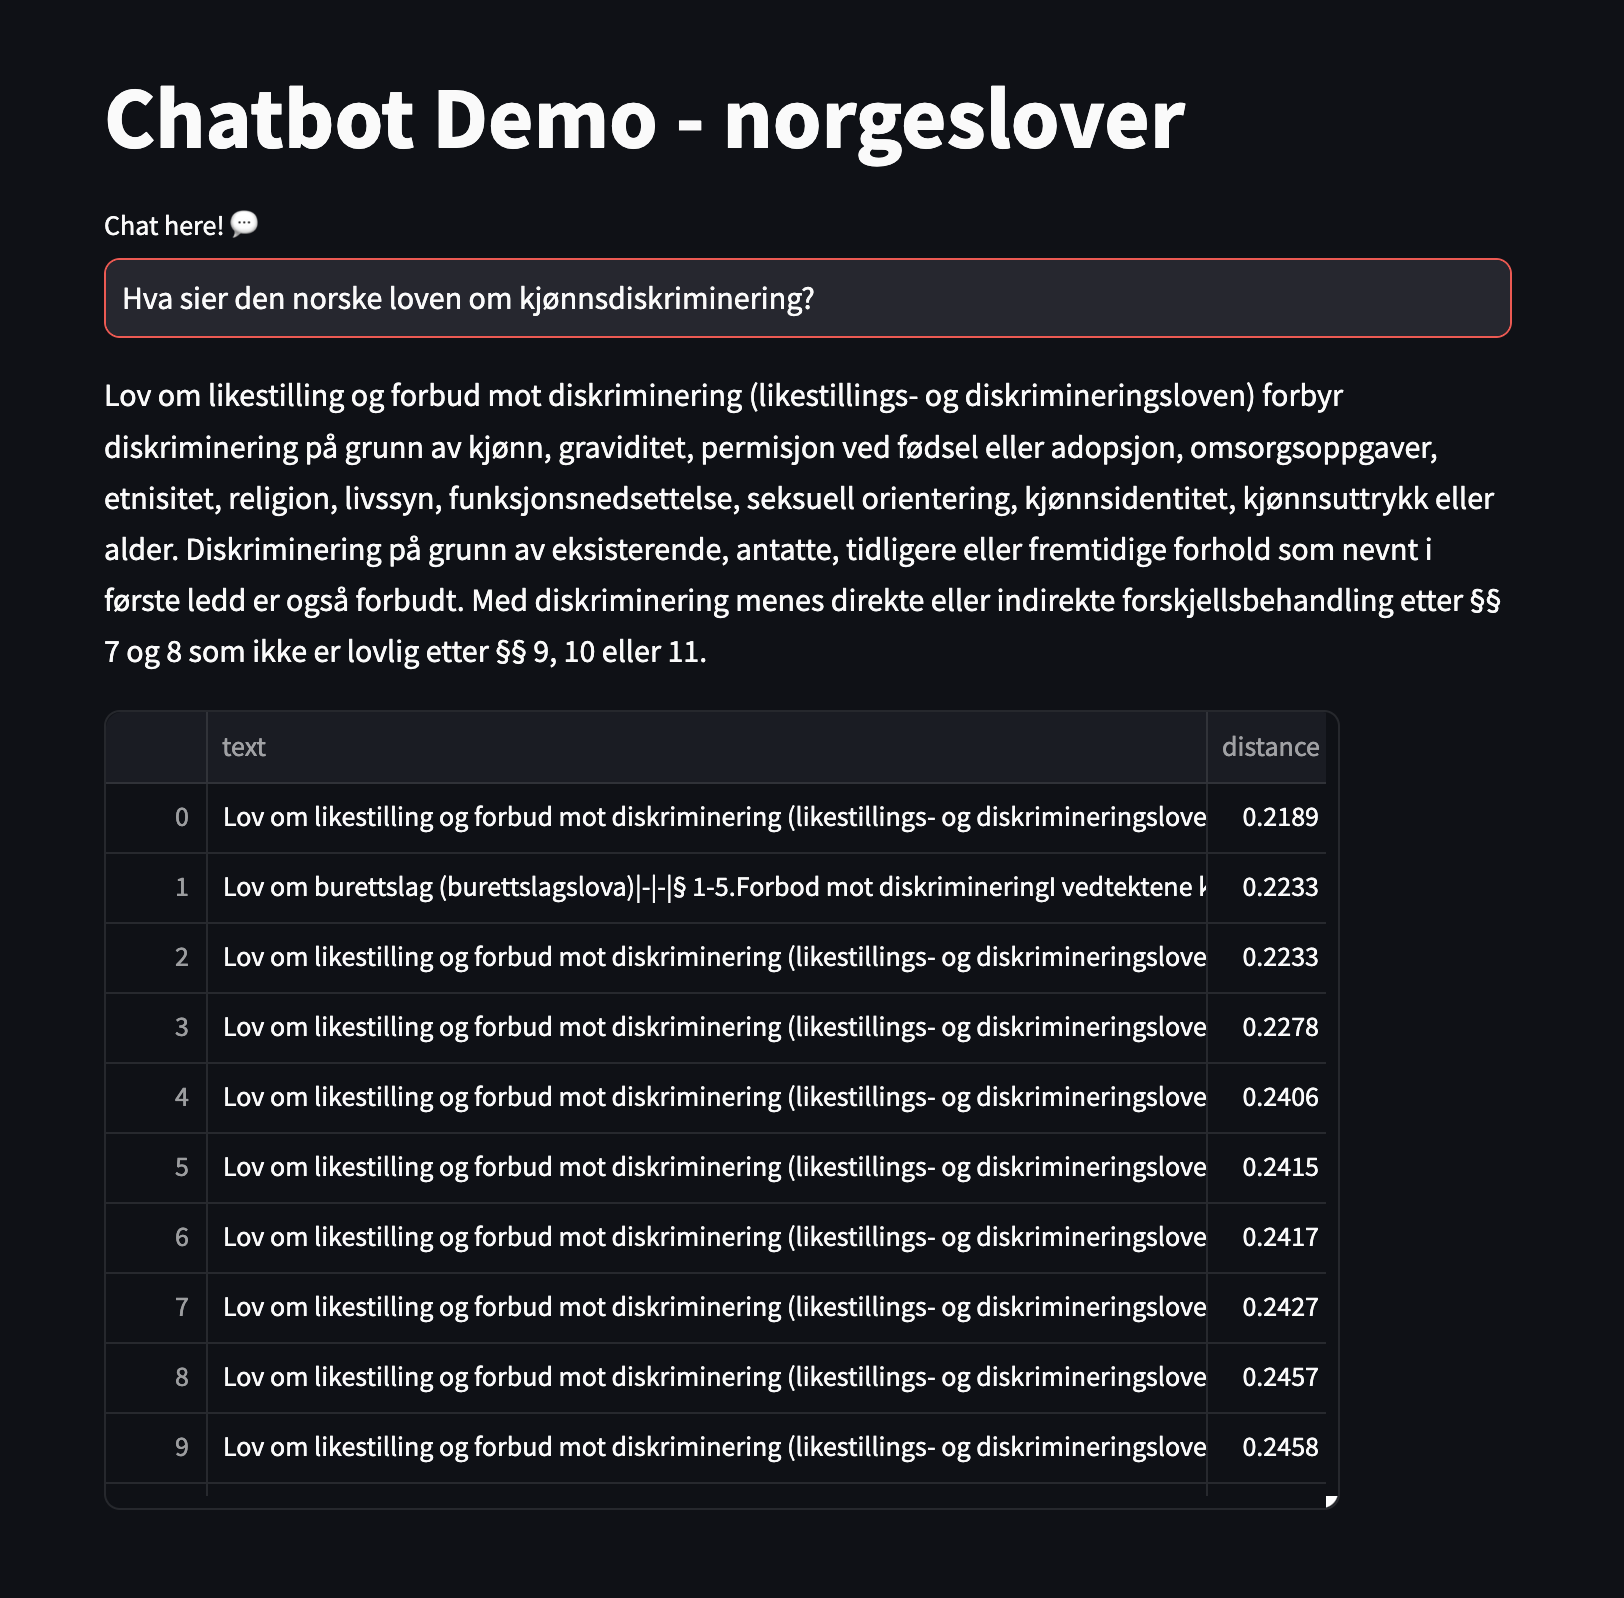 Chatbot Demo - norgeslover
Chat here! 💬
Hva sier den norske loven om kjønnsdiskriminering?
Lov om likestilling og forbud mot diskriminering (likestillings- og diskrimineringsloven) forbyr
diskriminering på grunn av kjønn, graviditet, permisjon ved fødsel eller adopsjon, omsorgsoppgaver,
etnisitet, religion, livssyn, funksjonsnedsettelse, seksuell orientering, kjønnsidentitet, kjønnsuttrykk eller
alder. Diskriminering på grunn av eksisterende, antatte, tidligere eller fremtidige forhold som nevnt i
første ledd er også forbudt. Med diskriminering menes direkte eller indirekte forskjellsbehandling etter §§
7 og 8 som ikke er lovlig etter §§ 9, 10 eller 11.
text distance
0 Lov om likestilling og forbud mot diskriminering (likestillings- og diskrimineringslove 0.2189
1 Lov om burettslag (burettslagslova)|-|-|§ 1-5.Forbod mot diskrimineringI vedtektene k 0.2233
2 Lov om likestilling og forbud mot diskriminering (likestillings- og diskrimineringslove 0.2233
3 Lov om likestilling og forbud mot diskriminering (likestillings- og diskrimineringslove 0.2278
4 Lov om likestilling og forbud mot diskriminering (likestillings- og diskrimineringslove 0.2406
5 Lov om likestilling og forbud mot diskriminering (likestillings- og diskrimineringslove 0.2415
6 Lov om likestilling og forbud mot diskriminering (likestillings- og diskrimineringslove 0.2417
7 Lov om likestilling og forbud mot diskriminering (likestillings- og diskrimineringslove 0.2427
8 Lov om likestilling og forbud mot diskriminering (likestillings- og diskrimineringslove 0.2457
9 Lov om likestilling og forbud mot diskriminering (likestillings- og diskrimineringslove 0.2458